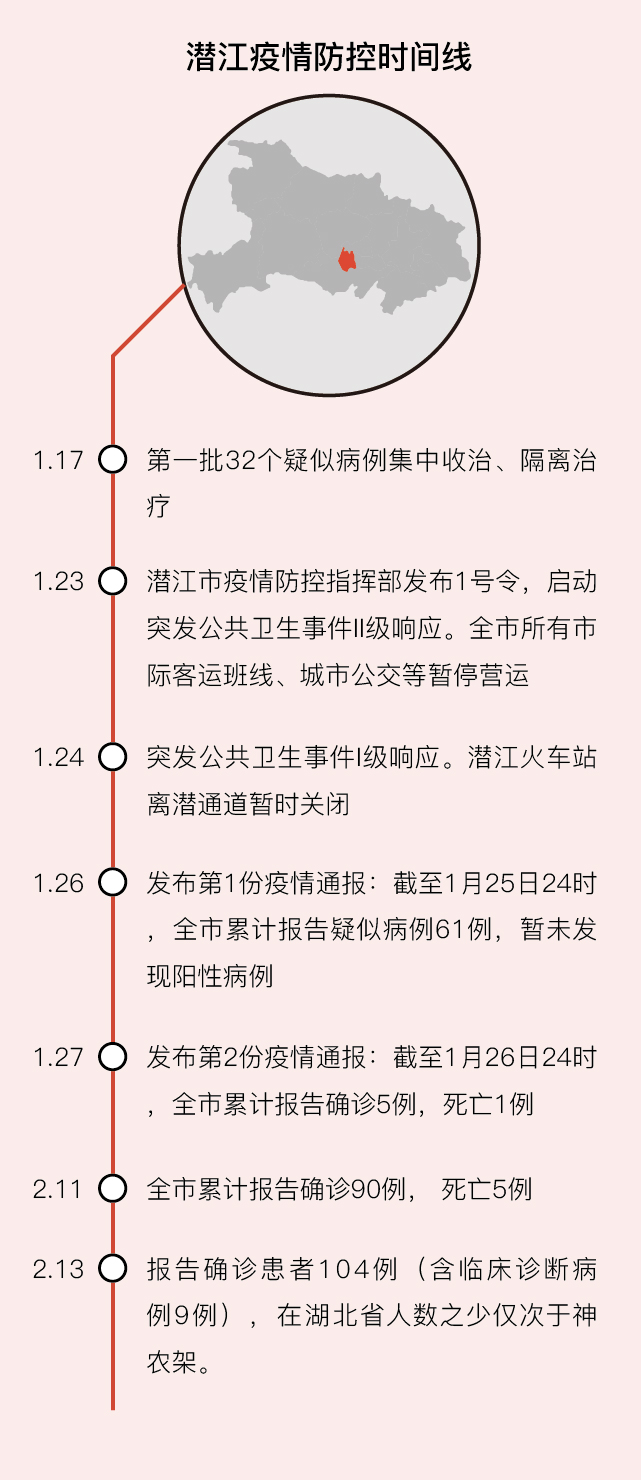 潜江疫情防控时间线
1.17 第一批32个疑似病例集中收治、隔离治
疗
1.23 潜江市疫情防控指挥部发布1号令，启动
突发公共卫生事件II级响应。全市所有市
际客运班线、城市公交等暂停营运
1.24 突发公共卫生事件I级响应。潜江火车站
离潜通道暂时关闭
1.26 发布第1份疫情通报：截至1月25日24时
，全市累计报告疑似病例61例，暂未发
现阳性病例
1.27 发布第2份疫情通报：截至1月26日24时
，全市累计报告确诊5例，死亡1例
2.11 全市累计报告确诊90例， 死亡5例
2.13 报告确诊患者104例（含临床诊断病
例9例），在湖北省人数之少仅次于神
农架。